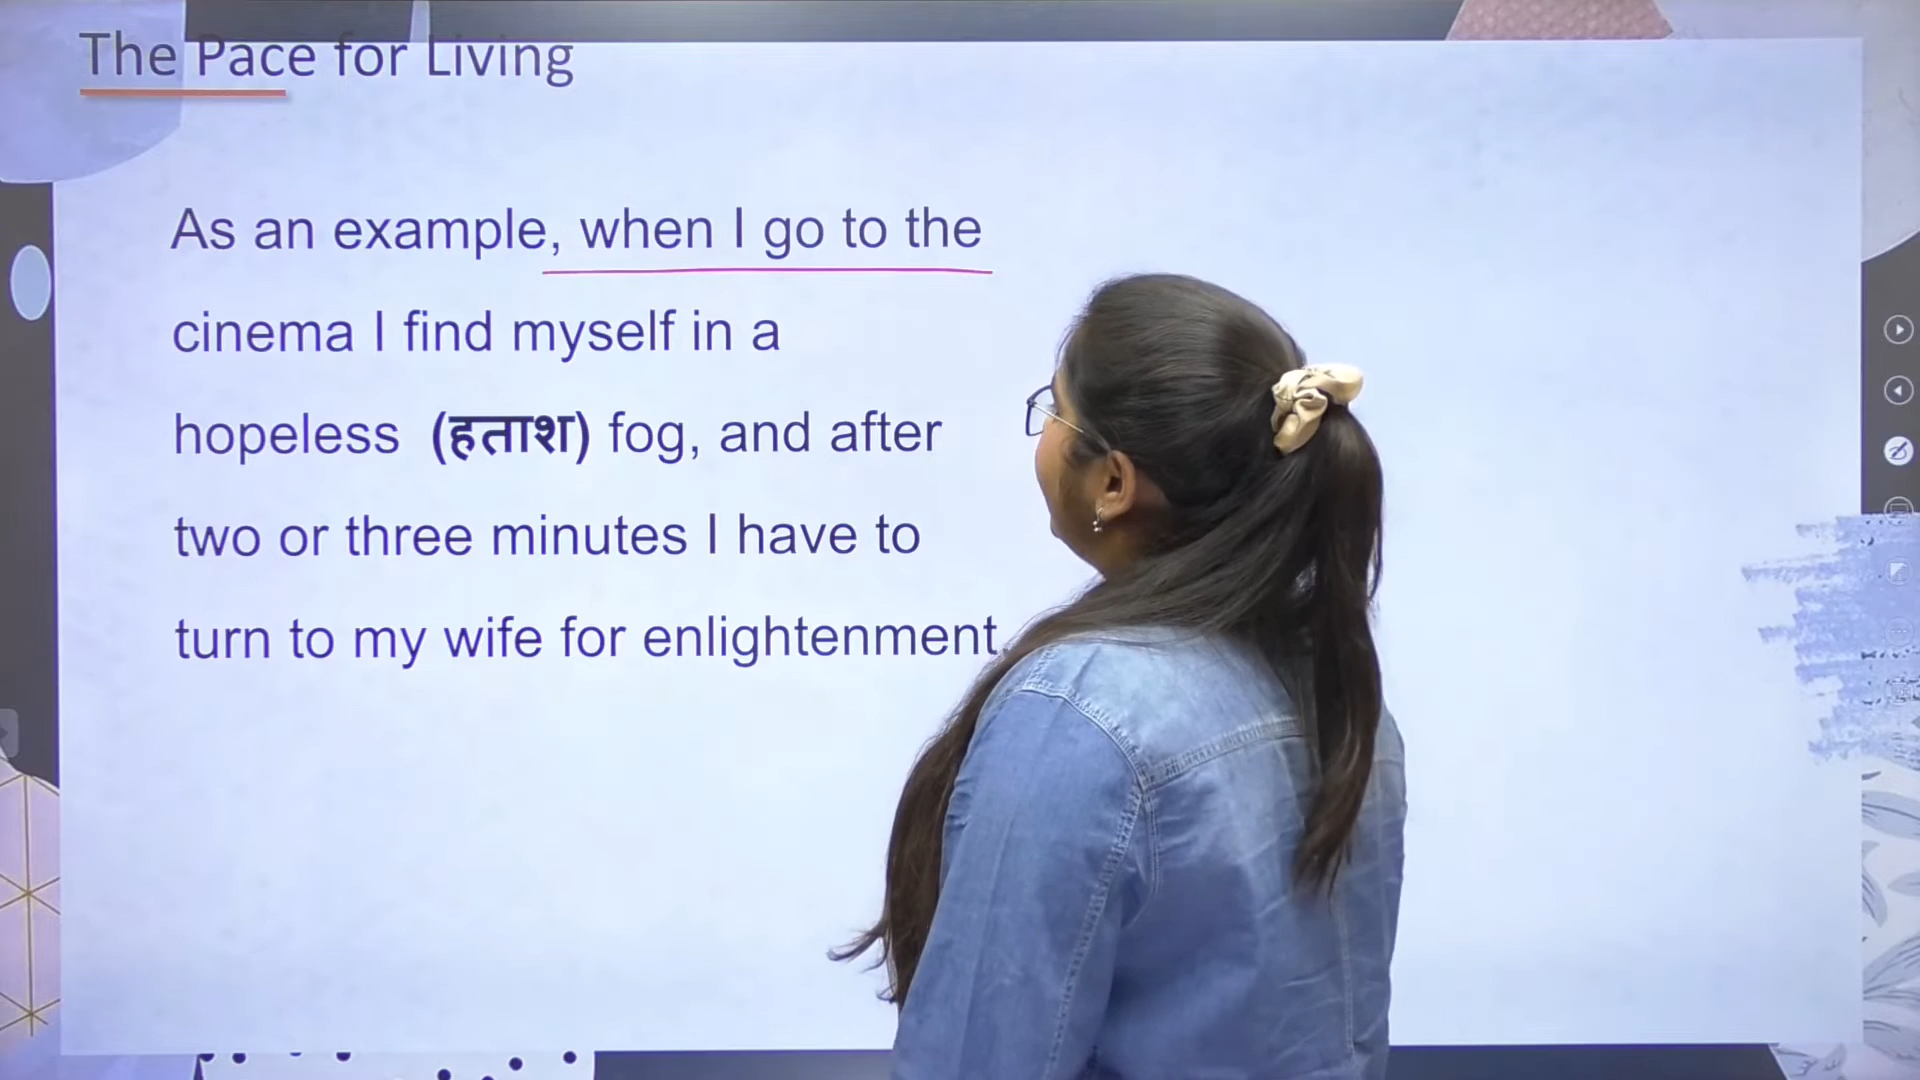 The Pace for Living
As an example, when I go to the
cinema I find myself in a
hopeless (हताश) fog, and after
two or three minutes I have to
turn to my wife for enlightenment.